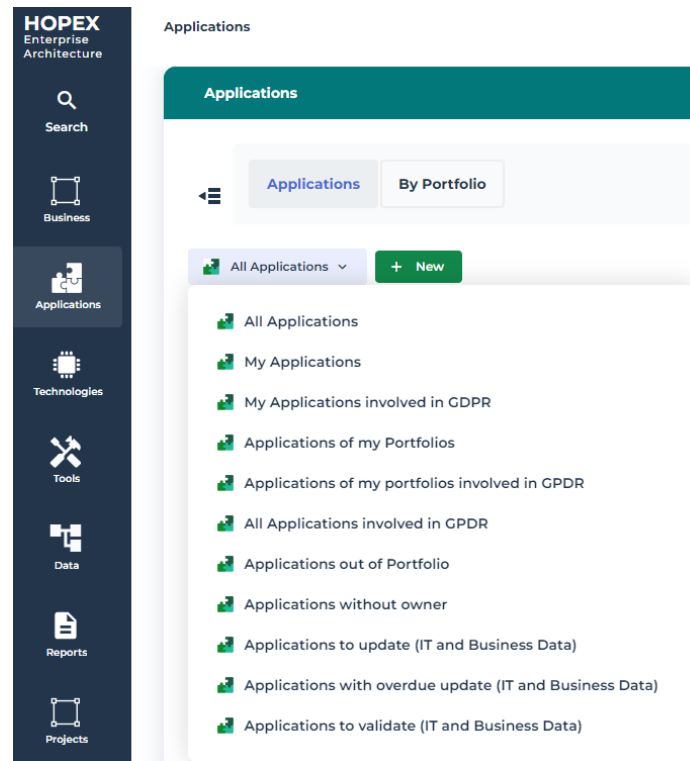 HOPEX
Enterprise
Architecture
Search
Business
Applications
Technologies
Tools
Data
Reports
Projects
Applications
Applications
Applications
By Portfolio
All Applications
+ New
All Applications
My Applications
My Applications involved in GDPR
Applications of my Portfolios
Applications of my portfolios involved in GPDR
All Applications involved in GPDR
Applications out of Portfolio
Applications without owner
Applications to update (IT and Business Data)
Applications with overdue update (IT and Business Data)
Applications to validate (IT and Business Data)